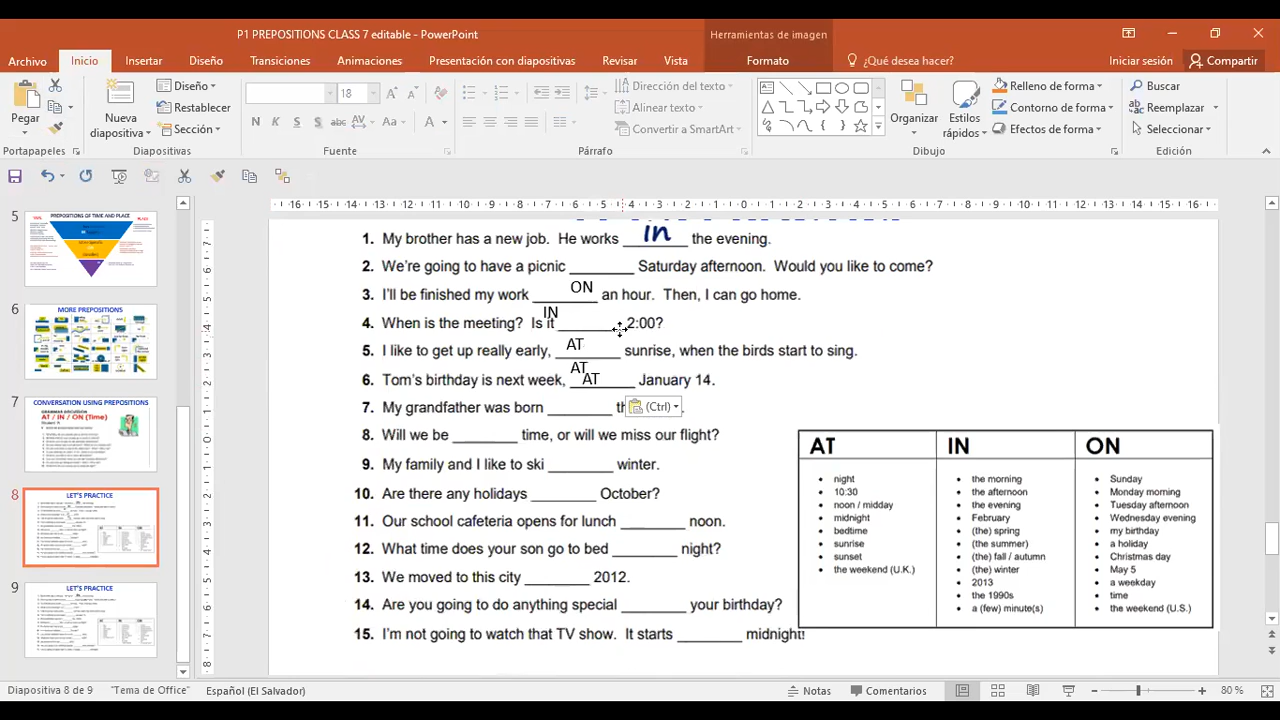 P1 PREPOSITIONS CLASS 7 editable - PowerPoint
Herramientas de imagen
Archivo
Inicio
Insertar
Diseño
Transiciones
Animaciones
Presentación con diapositivas
Revisar
Vista
Formato
¿Qué desea hacer?
Iniciar sesión
Compartir
Pegar
Nueva diapositiva
Diseño
Restablecer
Sección
18
N K S abc AV Aa A
Dirección del texto
Alinear texto
Convertir a SmartArt
Organizar
Estilos rápidos
Relleno de forma
Contorno de forma
Efectos de forma
Buscar
Reemplazar
Seleccionar
Portapapeles
Diapositivas
Fuente
Párrafo
Dibujo
Edición
5
PREPOSITIONS OF TIME AND PLACE
6
MORE PREPOSITIONS
7
CONVERSATION USING PREPOSITIONS
GRAMMAR DISCUSSION
AT / IN / ON (Time)
8
LET'S PRACTICE
9
LET'S PRACTICE
1. My brother has a new job. He works in the evening.
2. We're going to have a picnic ________ Saturday afternoon. Would you like to come?
ON
3. I'll be finished my work ________ an hour. Then, I can go home.
IN
4. When is the meeting? Is it ________ 2:00?
AT
5. I like to get up really early, ________ sunrise, when the birds start to sing.
AT
AT
6. Tom's birthday is next week, ________ January 14.
7. My grandfather was born ________
(Ctrl)
8. Will we be ________ time, or will we miss our flight?
9. My family and I like to ski ________ winter.
10. Are there any holidays ________ October?
11. Our school cafeteria opens for lunch ________ noon.
12. What time does your son go to bed ________ night?
13. We moved to this city ________ 2012.
14. Are you going to do anything special ________ your birthday?
15. I'm not going to watch that TV show. It starts ________ midnight!
AT
night
10:30
noon / midday
midnight
bedtime
sunrise
sunset
the weekend (U.K.)
IN
the morning
the afternoon
the evening
February
(the) spring
(the summer)
(the) fall / autumn
(the) winter
2013
the 1990s
a (few) minute(s)
ON
Sunday
Monday morning
Tuesday afternoon
Wednesday evening
my birthday
a holiday
Christmas day
May 5
a weekday
time
the weekend (U.S.)
Diapositiva 8 de 9
"Tema de Office"
Español (El Salvador)
Notas
Comentarios
80 %